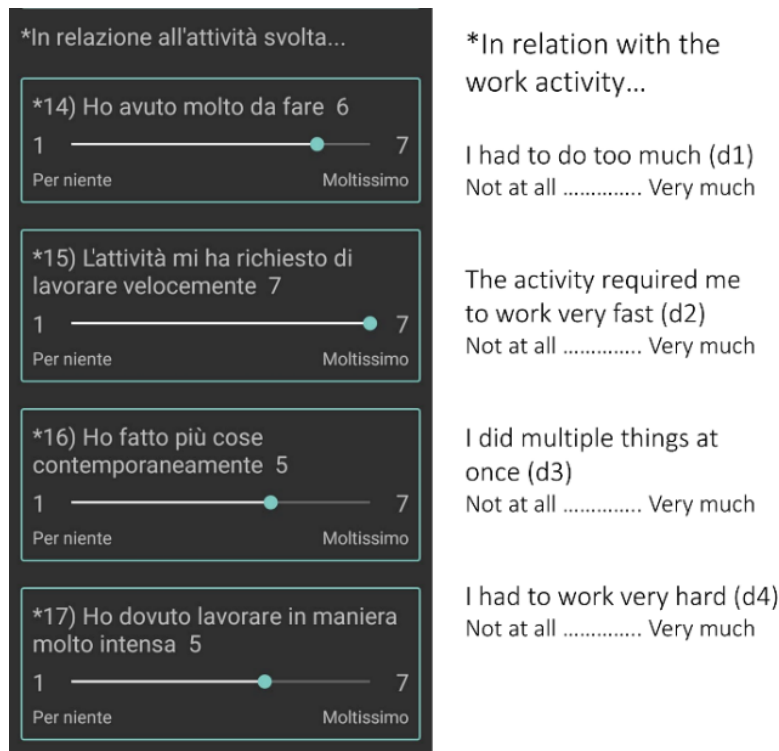 *In relazione all'attività svolta...
*14) Ho avuto molto da fare 6
1 7
Per niente Moltissimo
*15) L'attività mi ha richiesto di
lavorare velocemente 7
1 7
Per niente Moltissimo
*16) Ho fatto più cose
contemporaneamente 5
1 7
Per niente Moltissimo
*17) Ho dovuto lavorare in maniera
molto intensa 5
1 7
Per niente Moltissimo
*In relation with the
work activity...
I had to do too much (d1)
Not at all .............. Very much
The activity required me
to work very fast (d2)
Not at all .............. Very much
I did multiple things at
once (d3)
Not at all .............. Very much
I had to work very hard (d4)
Not at all .............. Very much